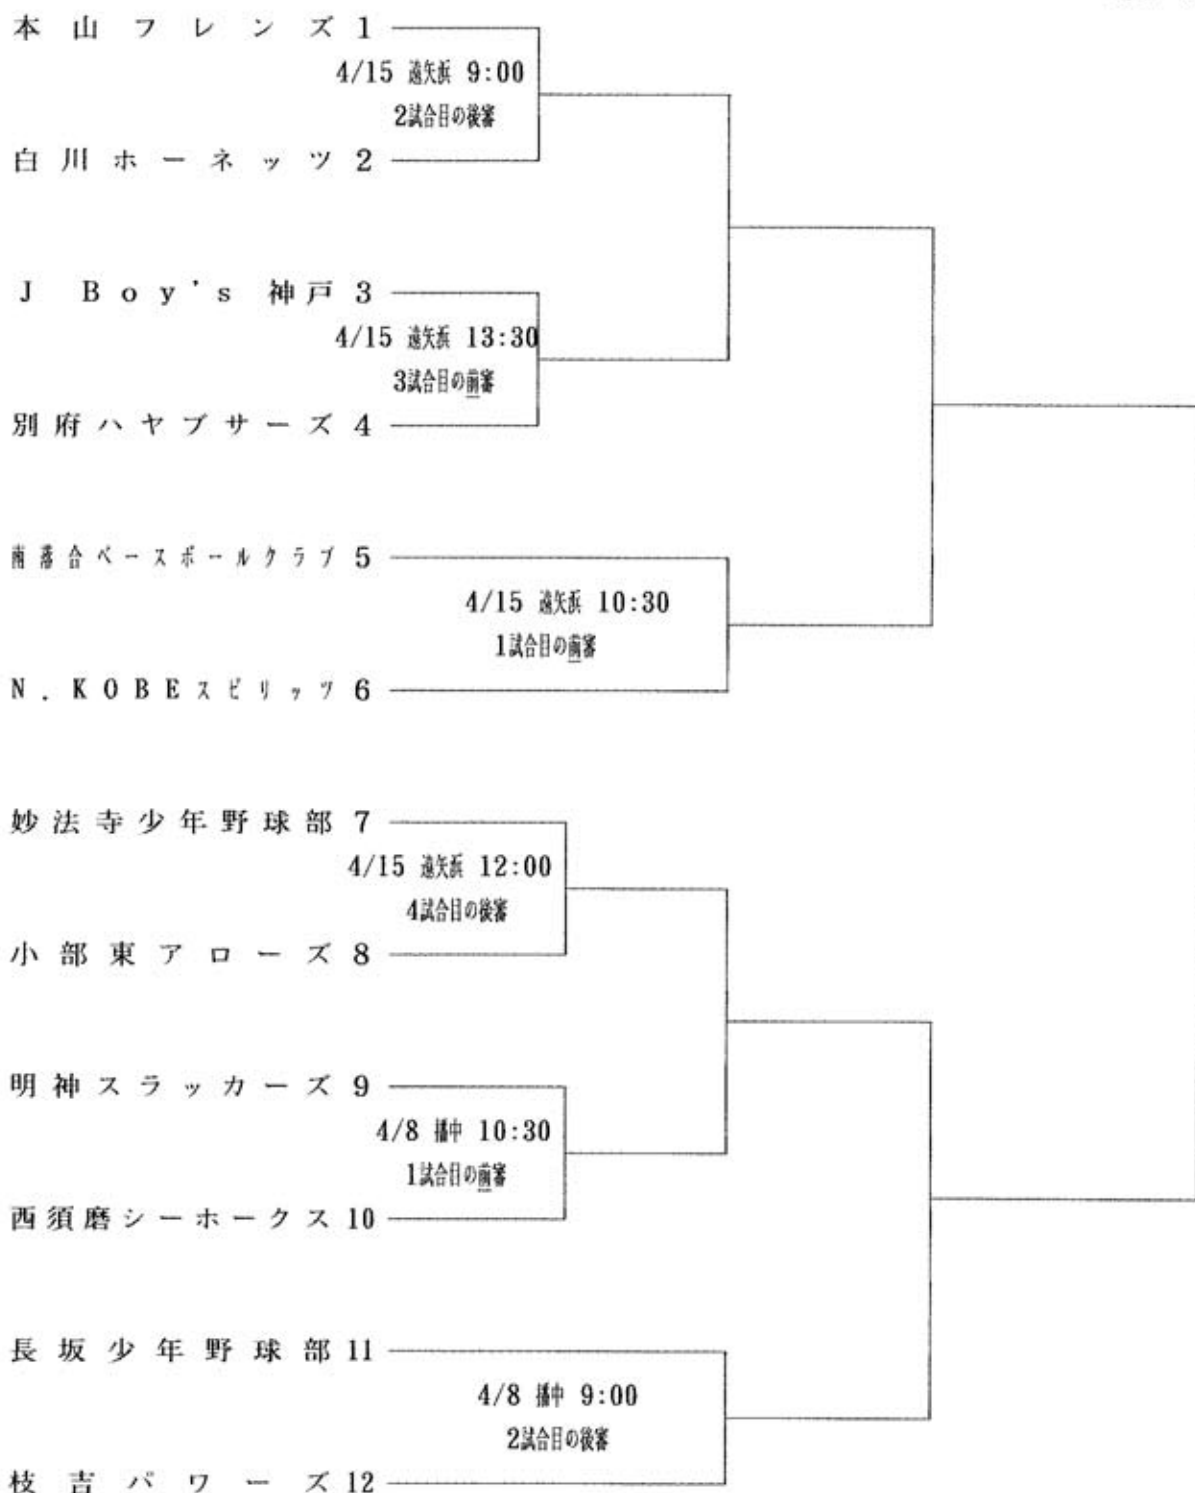 本山フレンズ 1
4/15 遠矢浜 9:00
2試合目の後審
白川ホーネッツ 2
J Boy's 神戸 3
4/15 遠矢浜 13:30
3試合目の前審
別府ハヤブサーズ 4
南落合ベースボールクラブ 5
4/15 遠矢浜 10:30
1試合目の前審
N.KOBEスピリッツ 6
妙法寺少年野球部 7
4/15 遠矢浜 12:00
4試合目の後審
小部東アローズ 8
明神スラッカーズ 9
4/8 播中 10:30
1試合目の前審
西須磨シーホークス 10
長坂少年野球部 11
4/8 播中 9:00
2試合目の後審
枝吉パワーズ 12